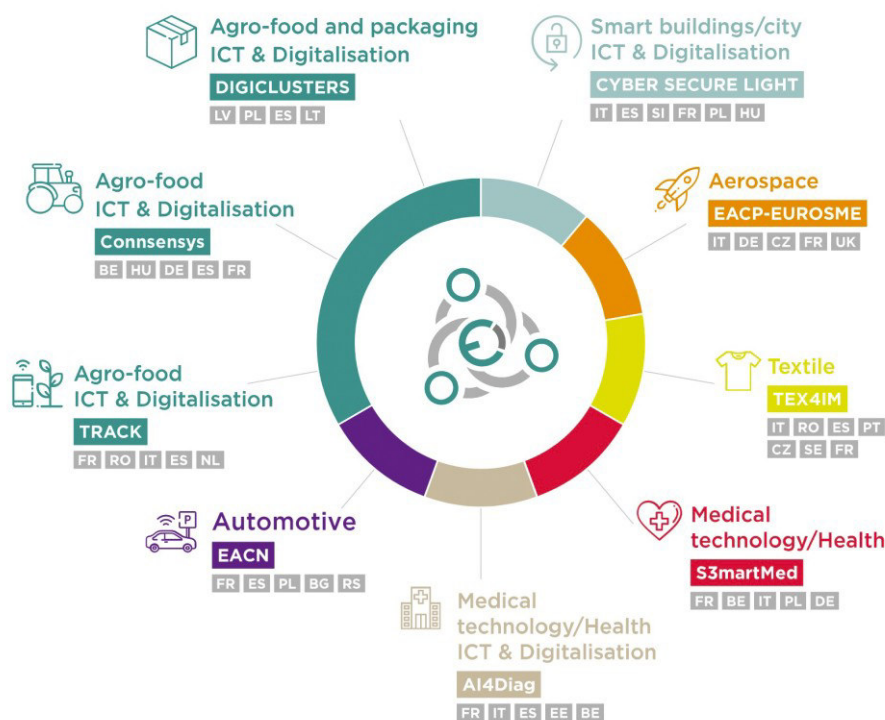 Agro-food and packaging
ICT & Digitalisation
DIGICLUSTERS
LV PL ES LT
Smart buildings/city
ICT & Digitalisation
CYBER SECURE LIGHT
IT ES SI FR PL HU
Agro-food
ICT & Digitalisation
Connsensys
BE HU DE ES FR
Aerospace
EACP-EUROSME
IT DE CZ FR UK
Agro-food
ICT & Digitalisation
TRACK
FR RO IT ES NL
Textile
TEX4IM
IT RO ES PT
CZ SE FR
Automotive
EACN
FR ES PL BG RS
P
Medical
technology/Health
S3martMed
FR BE IT PL DE
Medical
technology/Health
ICT & Digitalisation
AI4Diag
FR IT ES EE BE